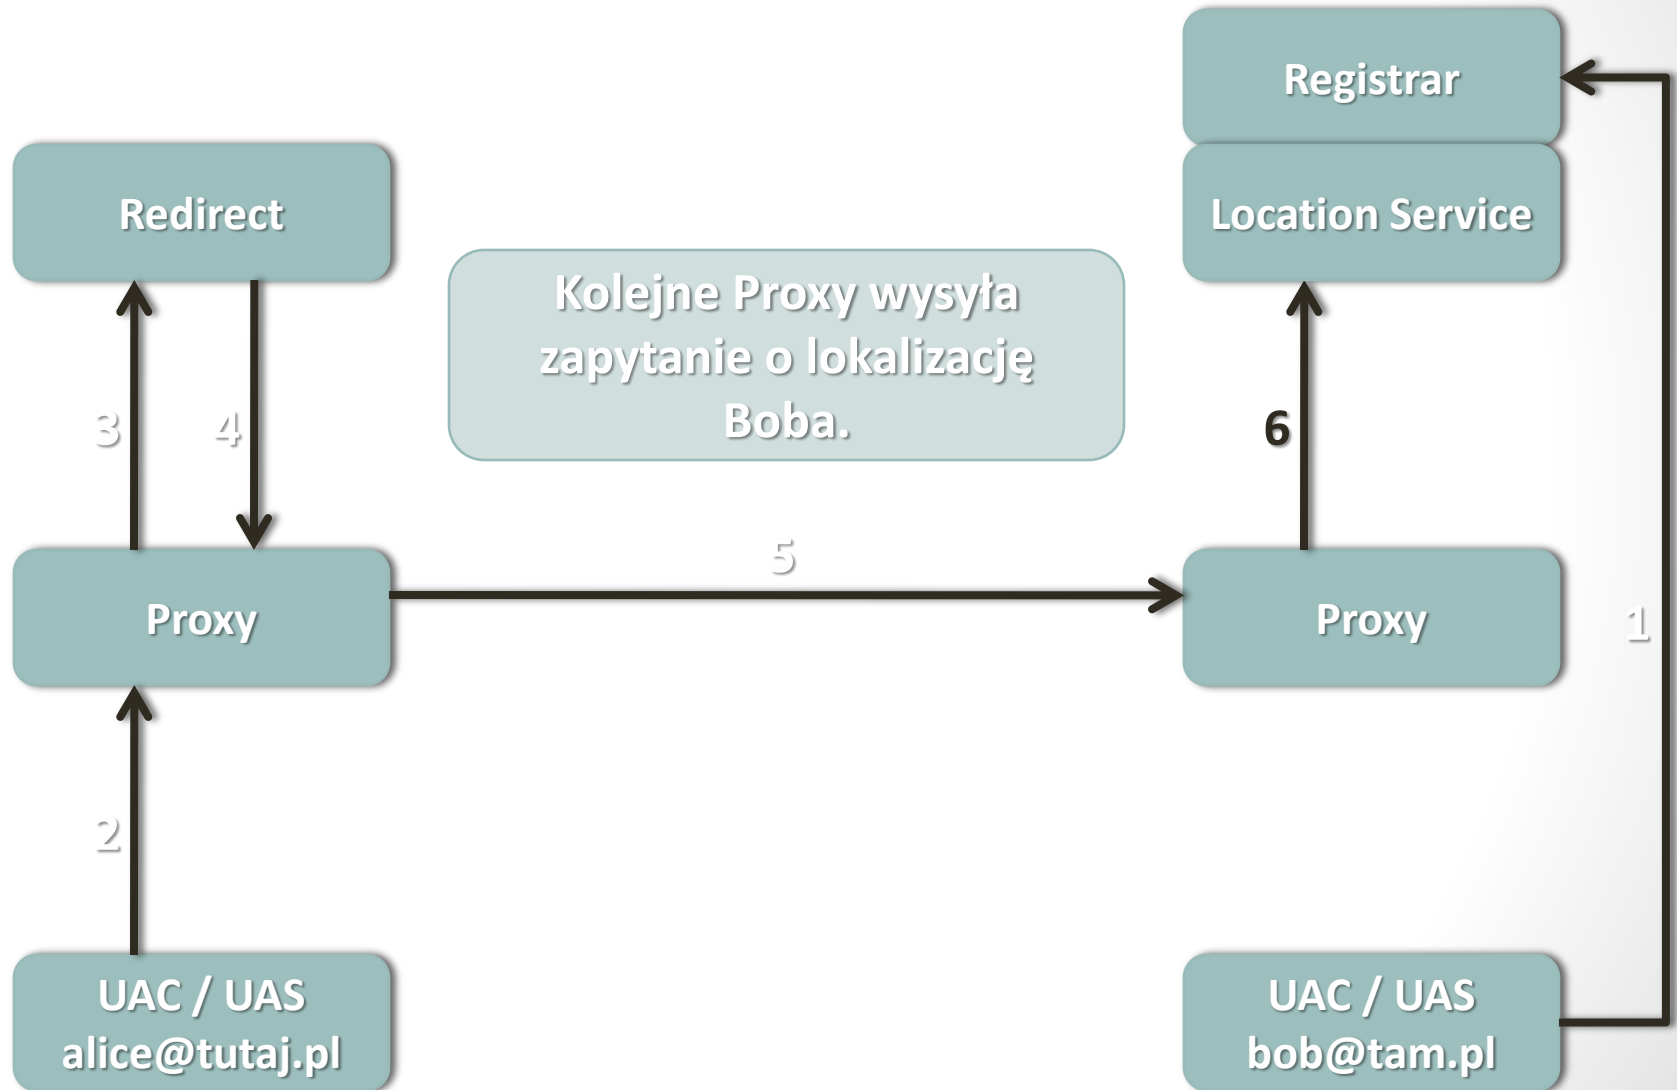 Registrar
Redirect
Location Service
Kolejne Proxy wysyła
zapytanie o lokalizację
Boba.
3
4
6
5
Proxy
Proxy
1
2
UAC / UAS
alice@tutaj.pl
UAC / UAS
bob@tam.pl